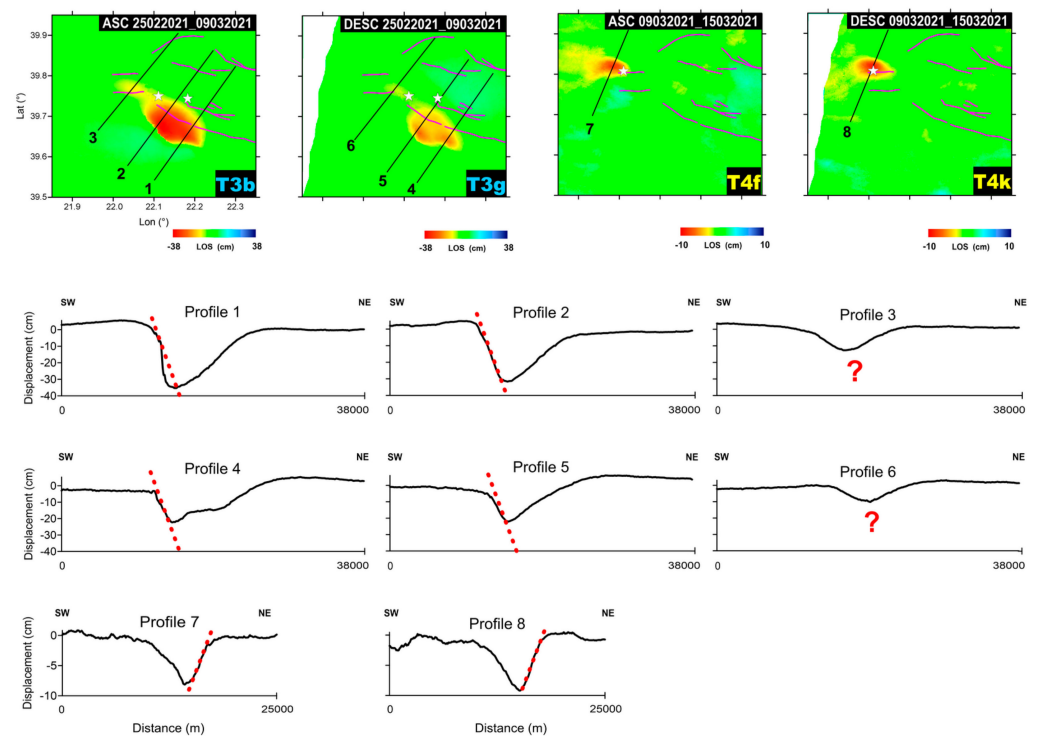 ASC 25022021_09032021
DESC 25022021_09032021
ASC 09032021_15032021
DESC 09032021_15032021
39.9
39.8
39.7
39.6
39.5
Lat (°)
3
2
1
T3b
6
5
4
T3g
7
T4f
8
T4k
21.9 22.0 22.1 22.2 22.3
Lon (°)
-38 LOS (cm) 38
-38 LOS (cm) 38
-10 LOS (cm) 10
-10 LOS (cm) 10
SW Profile 1 NE
Displacement (cm)
0
-10
-20
-30
-40
0 38000
SW Profile 2 NE
0 38000
SW Profile 3 NE
?
0 38000
SW Profile 4 NE
Displacement (cm)
0
-10
-20
-30
-40
0 38000
SW Profile 5 NE
0 38000
SW Profile 6 NE
?
0 38000
SW Profile 7 NE
Displacement (cm)
0
-5
-10
0 25000
Distance (m)
SW Profile 8 NE
0 25000
Distance (m)